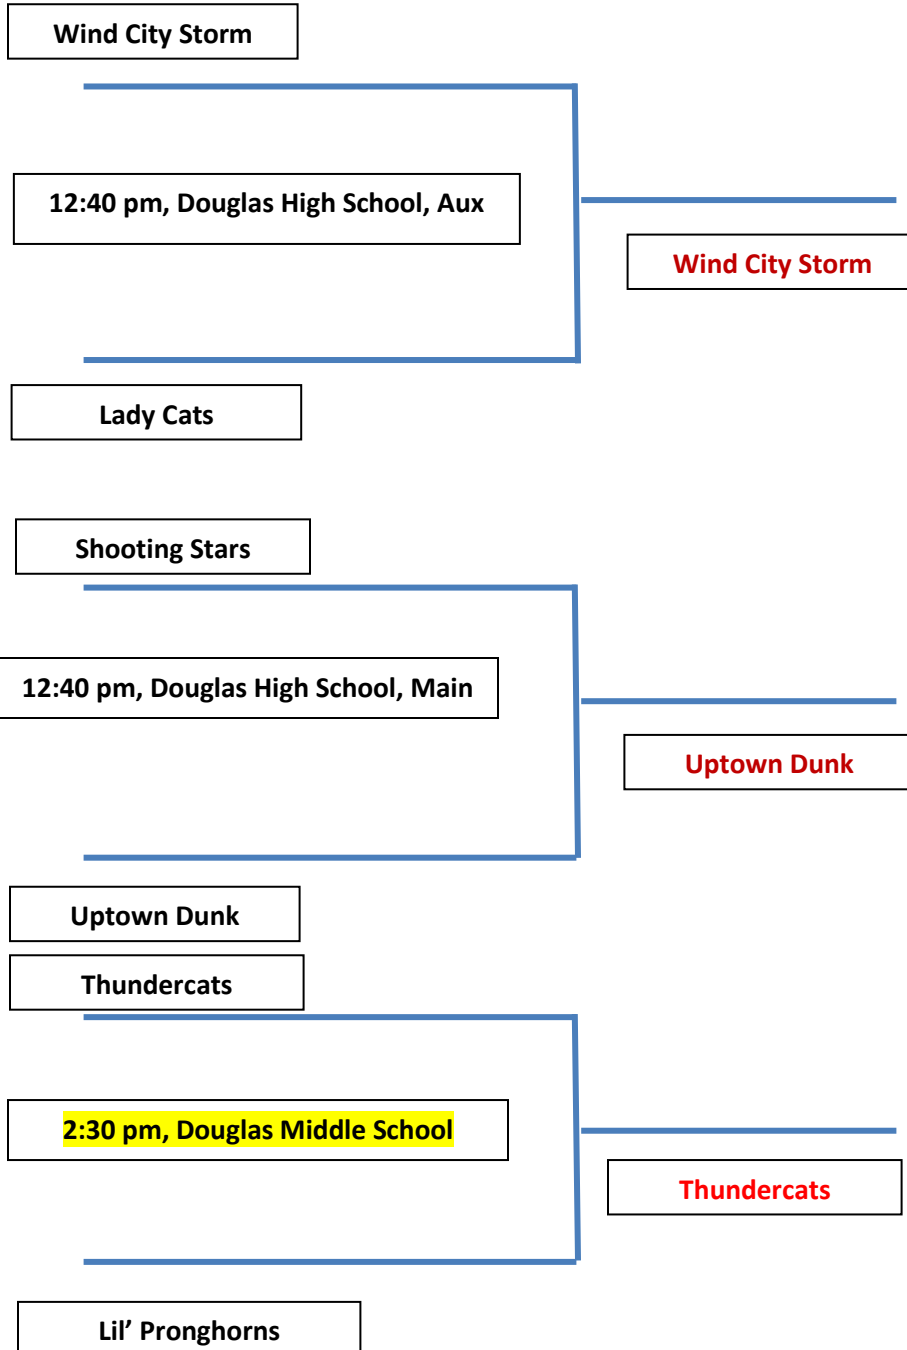 Wind City Storm
12:40 pm, Douglas High School, Aux
Wind City Storm
Lady Cats
Shooting Stars
12:40 pm, Douglas High School, Main
Uptown Dunk
Uptown Dunk
Thundercats
2:30 pm, Douglas Middle School
Thundercats
Lil’ Pronghorns